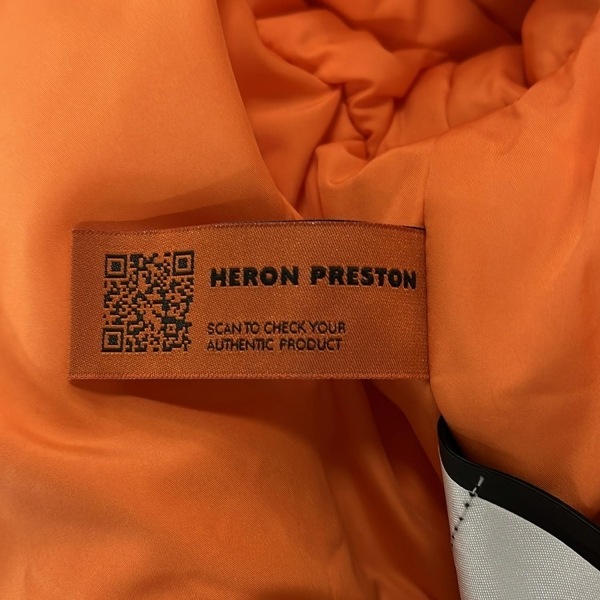 HERON PRESTON
SCAN TO CHECK YOUR
AUTHENTIC PRODUCT